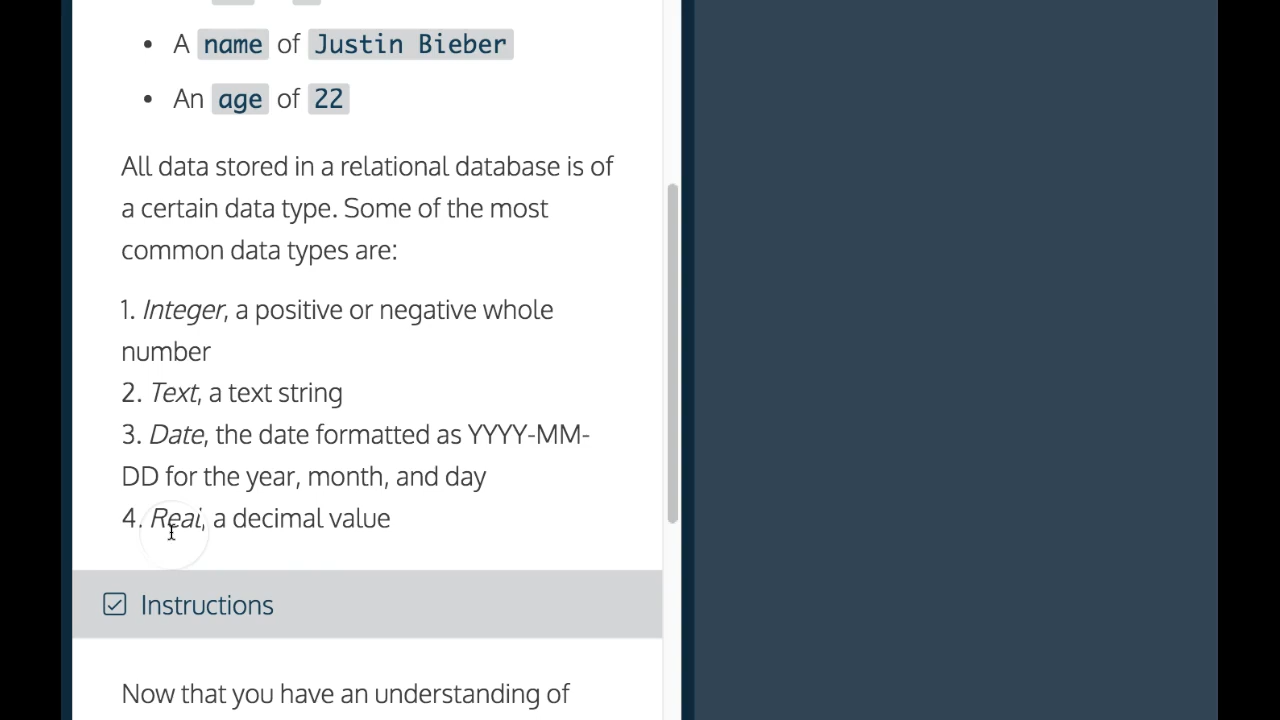 • A name of Justin Bieber
• An age of 22
All data stored in a relational database is of
a certain data type. Some of the most
common data types are:
1. Integer, a positive or negative whole
number
2. Text, a text string
3. Date, the date formatted as YYYY-MM-
DD for the year, month, and day
4. Real, a decimal value
Instructions
Now that you have an understanding of